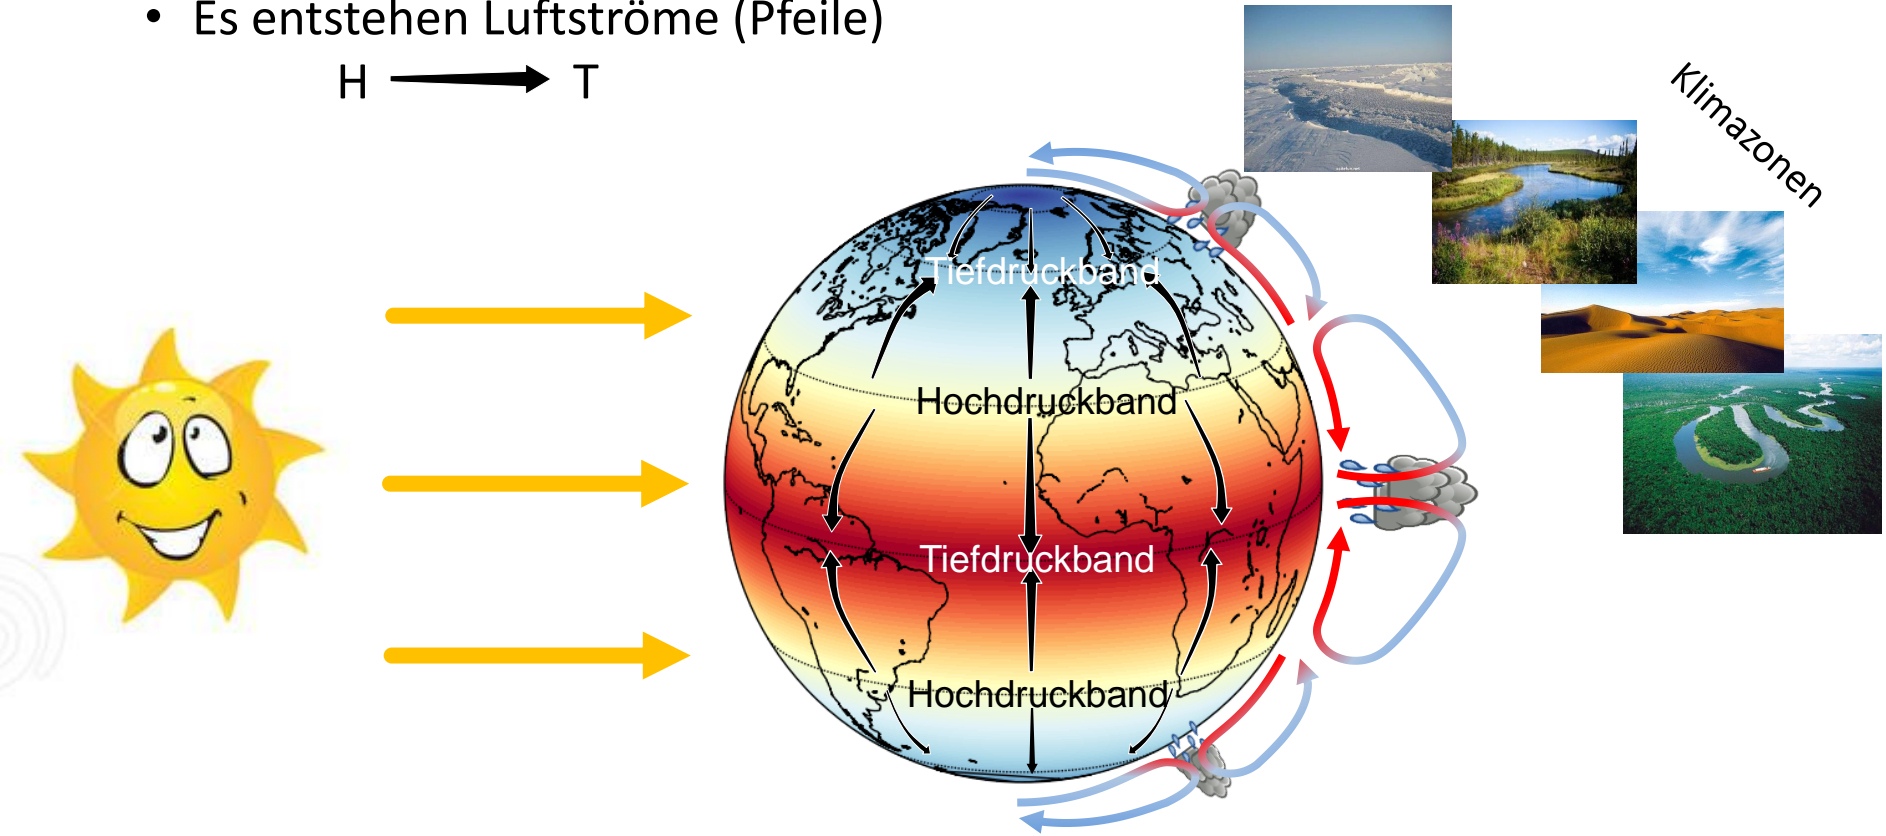 • Es entstehen Luftströme (Pfeile)
H T
Klimazonen
Tiefdruckband
Hochdruckband
Tiefdruckband
Hochdruckband